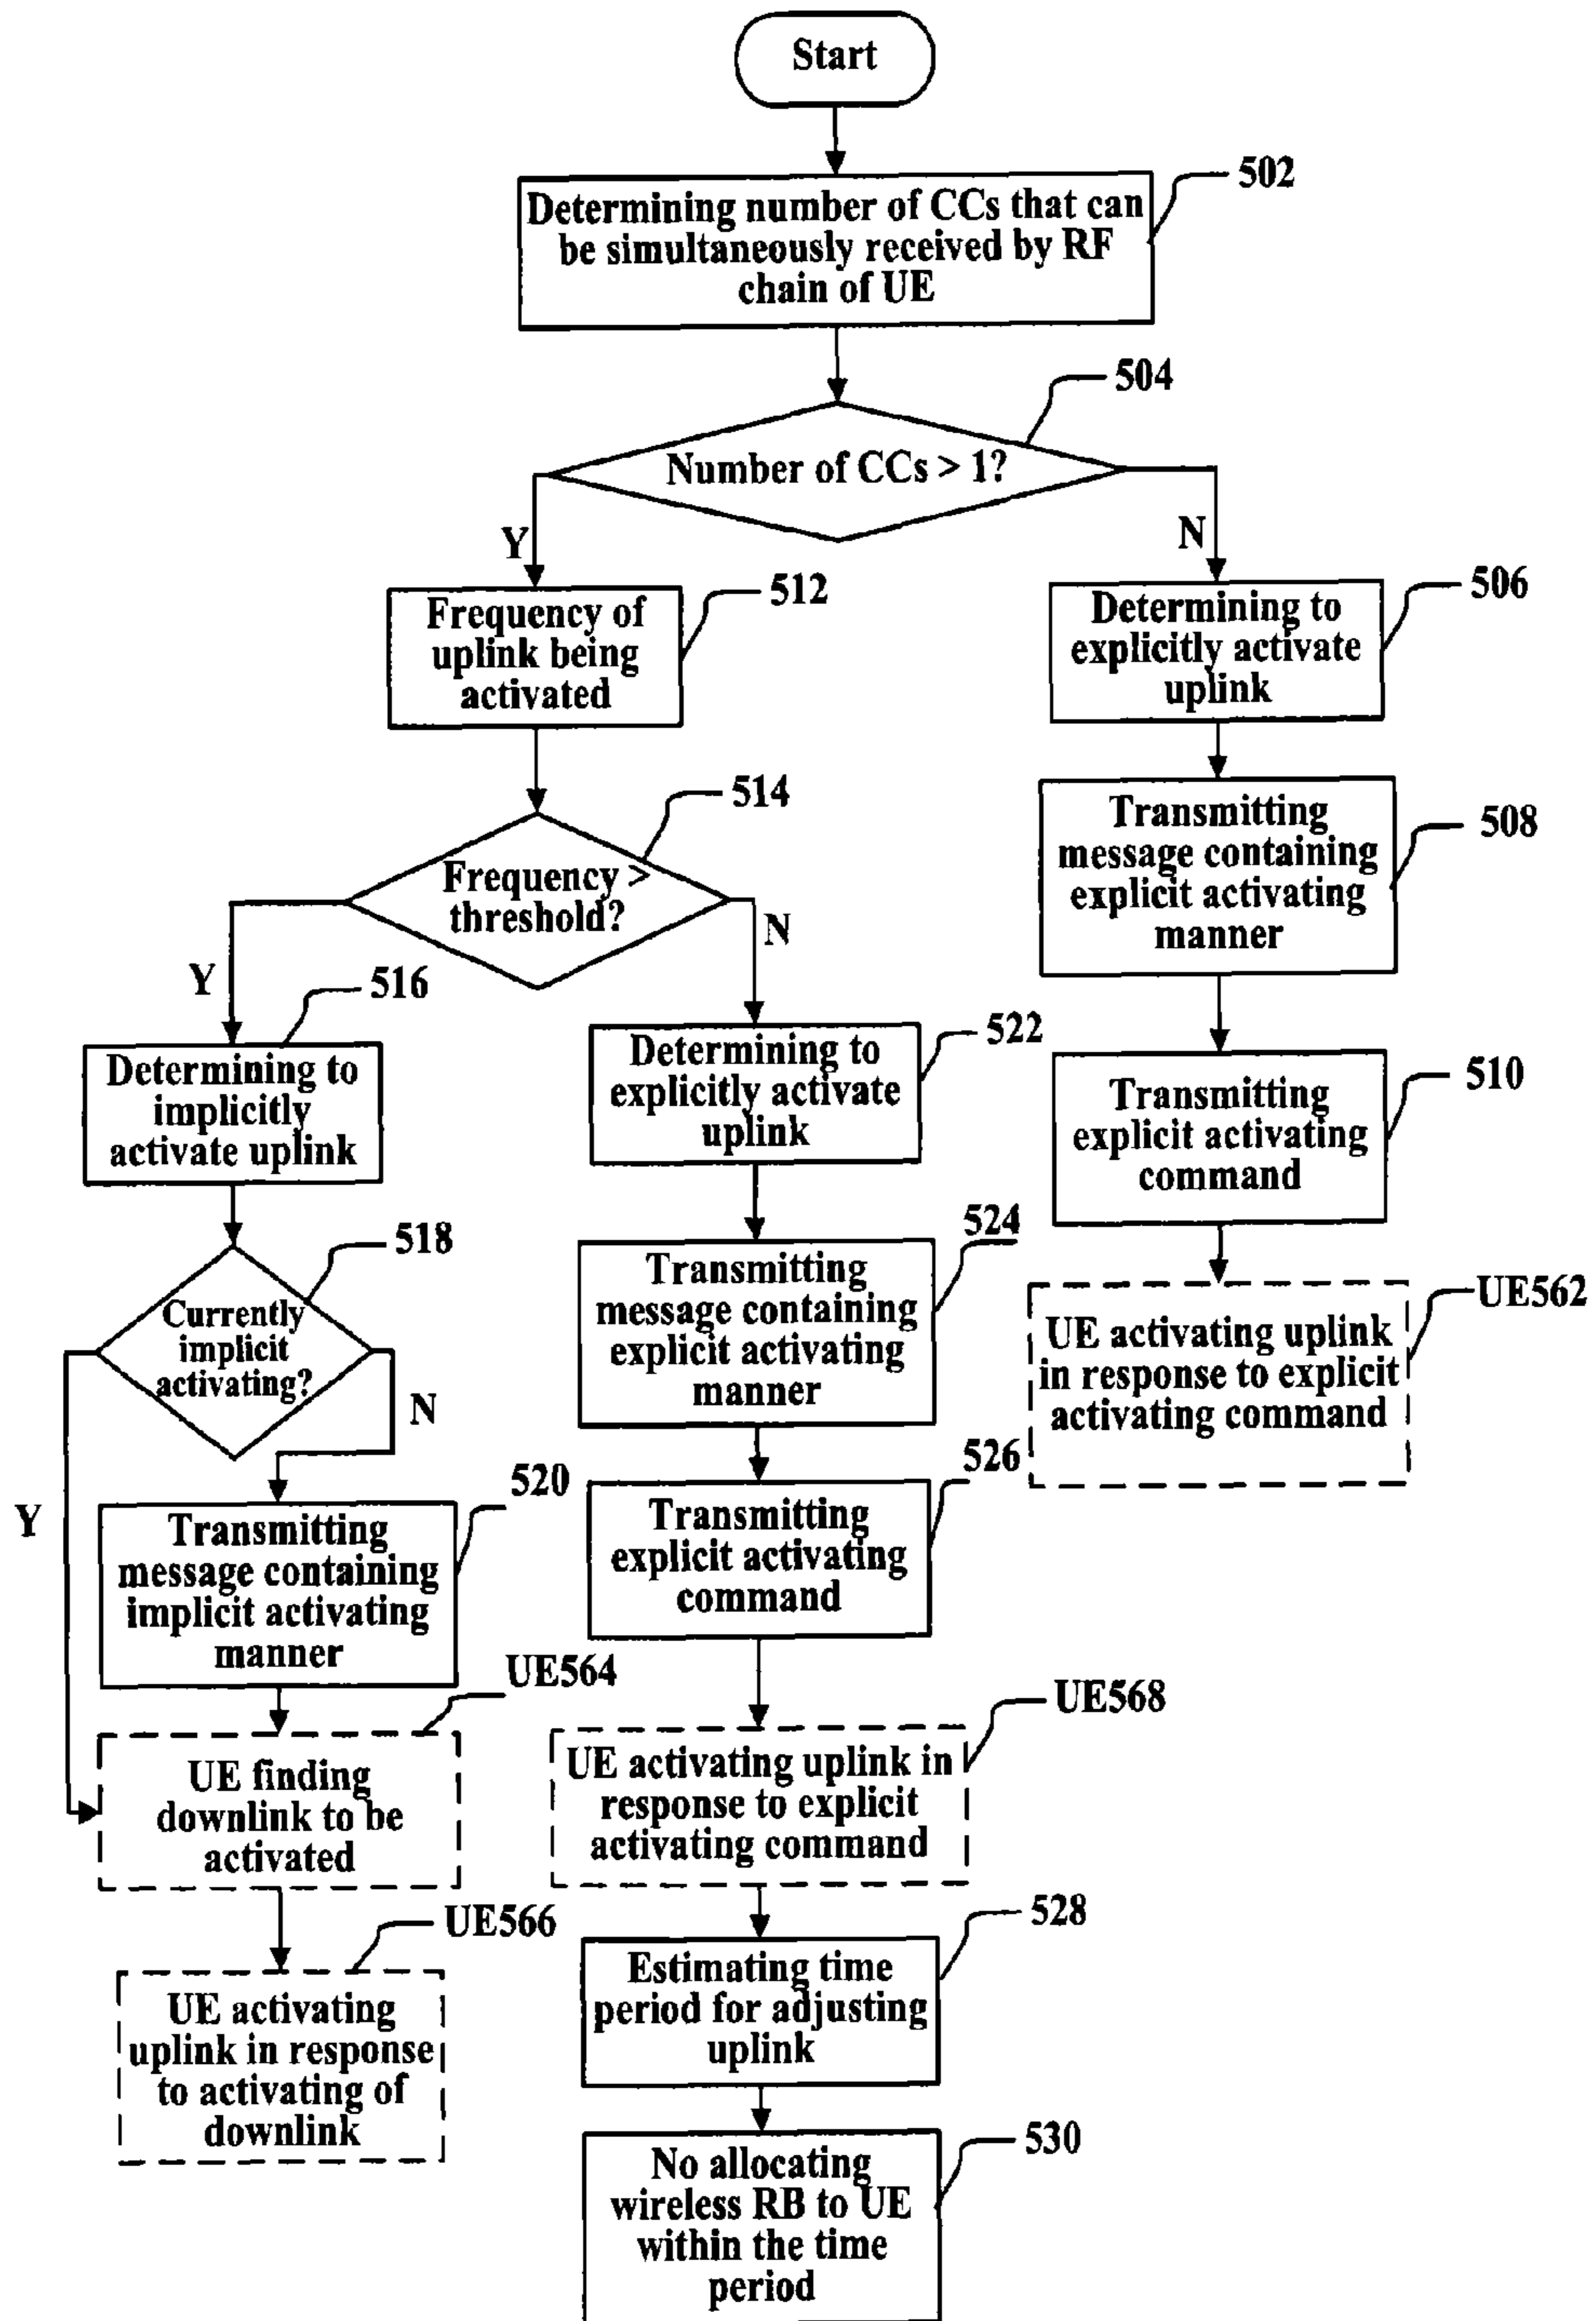 Start
Determining number of CCs that can
be simultaneously received by RF
chain of UE
502
504
Number of CCs > 1?
Y
N
Frequency of
uplink being
activated
512
Determining to
explicitly activate
uplink
506
514
Frequency >
threshold?
Y
N
Transmitting
message containing
explicit activating
manner
508
516
Determining to
implicitly
activate uplink
Determining to
explicitly activate
uplink
522
Transmitting
explicit activating
command
510
518
Currently
implicit
activating?
N
Y
Transmitting
message containing
explicit activating
manner
524
UE activating uplink
in response to explicit
activating command
UE562
520
Transmitting
message containing
implicit activating
manner
Transmitting
explicit activating
command
526
UE564
UE finding
downlink to be
activated
UE activating uplink in
response to explicit
activating command
UE568
UE566
UE activating
uplink in response
to activating of
downlink
Estimating time
period for adjusting
uplink
528
No allocating
wireless RB to UE
within the time
period
530